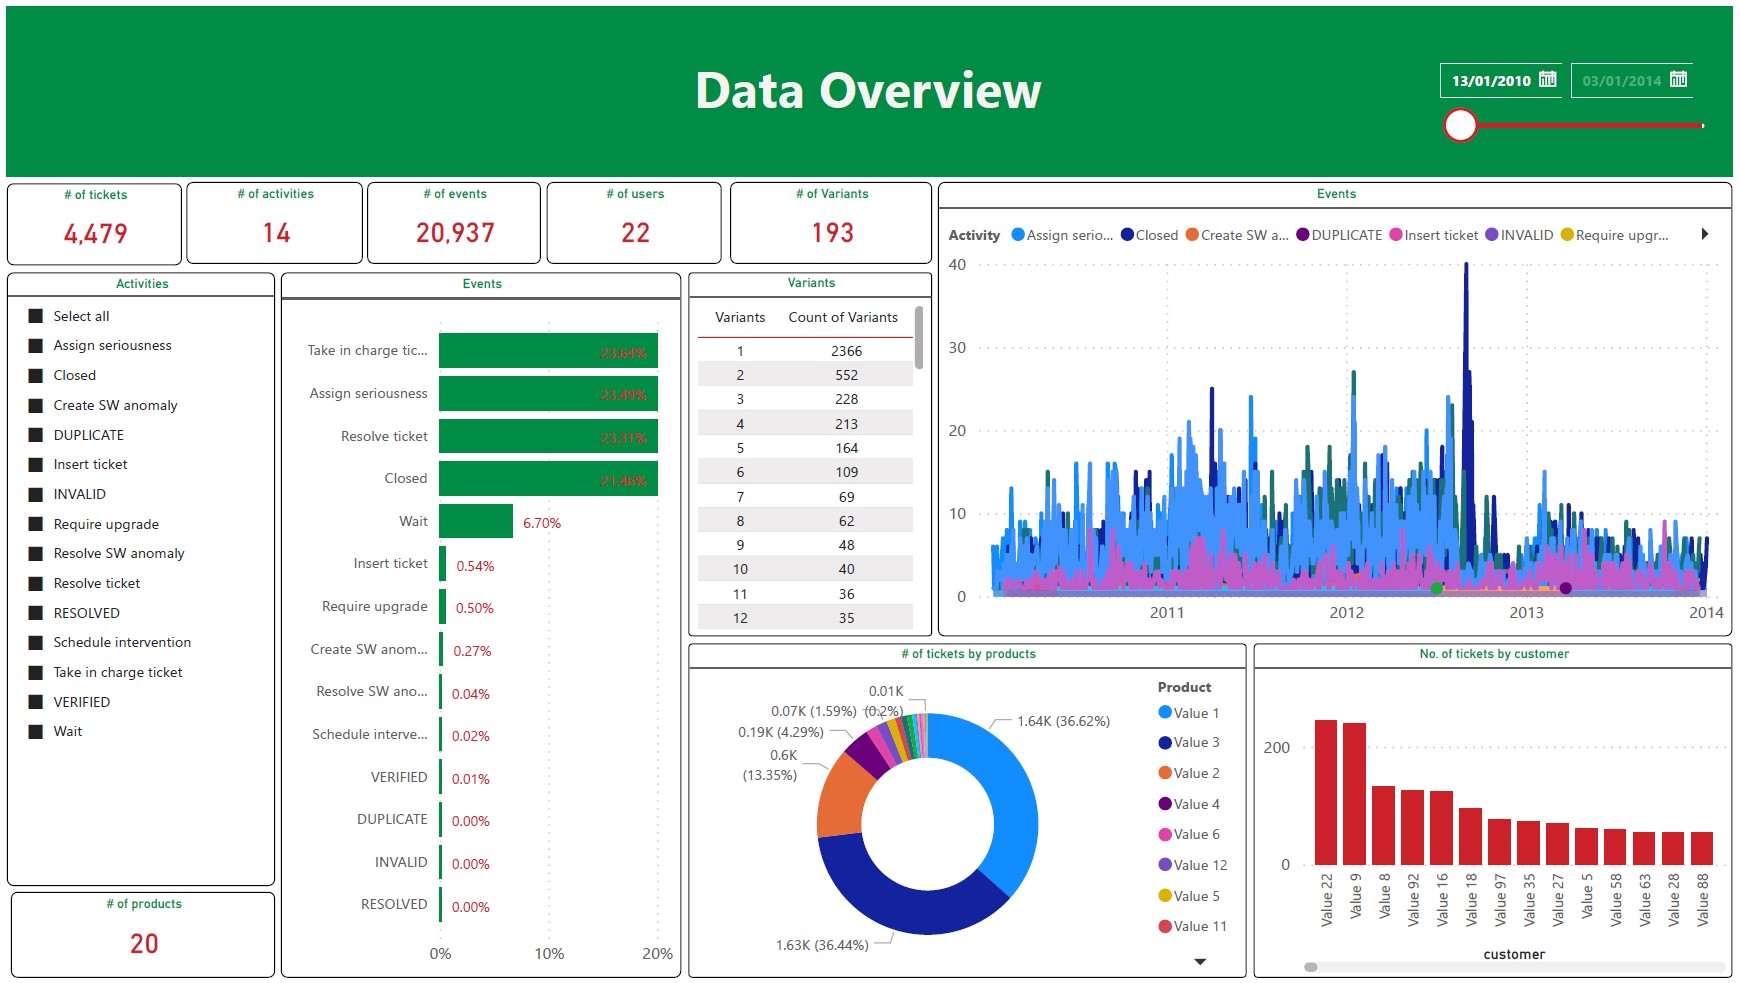 Data Overview
13/01/2010
03/01/2014
# of tickets
4,479
# of activities
14
# of events
20,937
# of users
22
# of Variants
193
Activities
Select all
Assign seriousness
Closed
Create SW anomaly
DUPLICATE
Insert ticket
INVALID
Require upgrade
Resolve SW anomaly
Resolve ticket
RESOLVED
Schedule intervention
Take in charge ticket
VERIFIED
Wait
# of products
20
Events
Take in charge tic... 23.64%
Assign seriousness 23.49%
Resolve ticket 23.31%
Closed 21.46%
Wait 6.70%
Insert ticket 0.54%
Require upgrade 0.50%
Create SW anom... 0.27%
Resolve SW ano... 0.04%
Schedule interve... 0.02%
VERIFIED 0.01%
DUPLICATE 0.00%
INVALID 0.00%
RESOLVED 0.00%
0% 10% 20%
Variants
Variants Count of Variants
1 2366
2 552
3 228
4 213
5 164
6 109
7 69
8 62
9 48
10 40
11 36
12 35
Events
Activity Assign serio... Closed Create SW a... DUPLICATE Insert ticket INVALID Require upgr...
40
30
20
10
0
2011 2012 2013 2014
# of tickets by products
0.01K
(0.2%)
0.07K (1.59%)
0.19K (4.29%)
0.6K
(13.35%)
1.64K (36.62%)
1.63K (36.44%)
Product
Value 1
Value 3
Value 2
Value 4
Value 6
Value 12
Value 5
Value 11
No. of tickets by customer
200
0
Value 22
Value 9
Value 8
Value 92
Value 16
Value 18
Value 97
Value 35
Value 27
Value 5
Value 58
Value 63
Value 28
Value 88
customer